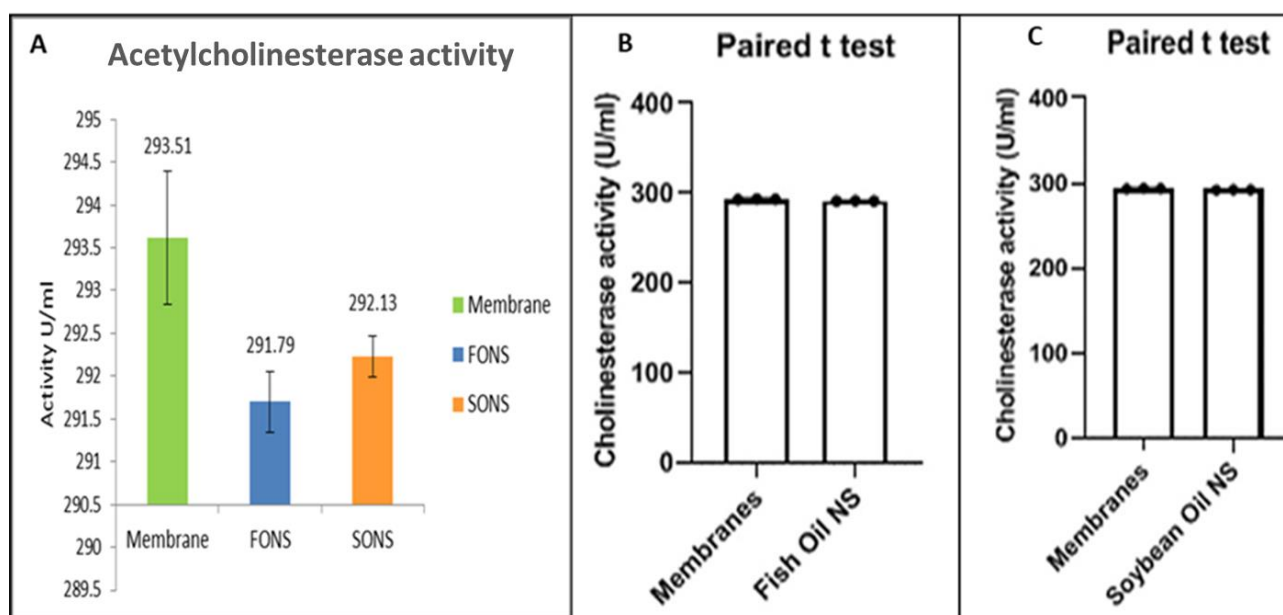 A
Acetylcholinesterase activity
Activity U/ml
295
294.5
294
293.5
293
292.5
292
291.5
291
290.5
290
289.5
293.51
291.79
292.13
Membrane
FONS
SONS
Membrane
FONS
SONS
B
Paired t test
Cholinesterase activity (U/ml)
400
300
200
100
0
Membranes
Fish Oil NS
C
Paired t test
Cholinesterase activity (U/ml)
400
300
200
100
0
Membranes
Soybean Oil NS